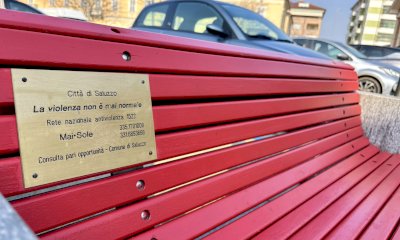 Città di Saluzzo
La violenza non è mai normale
Rete nazionale antiviolenza 1522
Mai+Sole
Consulta pari opportunità - Comune di Saluzzo